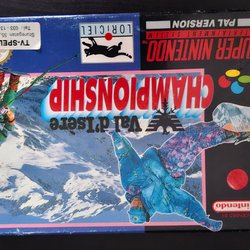 SUPER NINTENDO
ENTERTAINMENT SYSTEM
PAL VERSION
LORICIEL
Val d'Isère
CHAMPIONSHIP
TV-SPEL
Nintendo